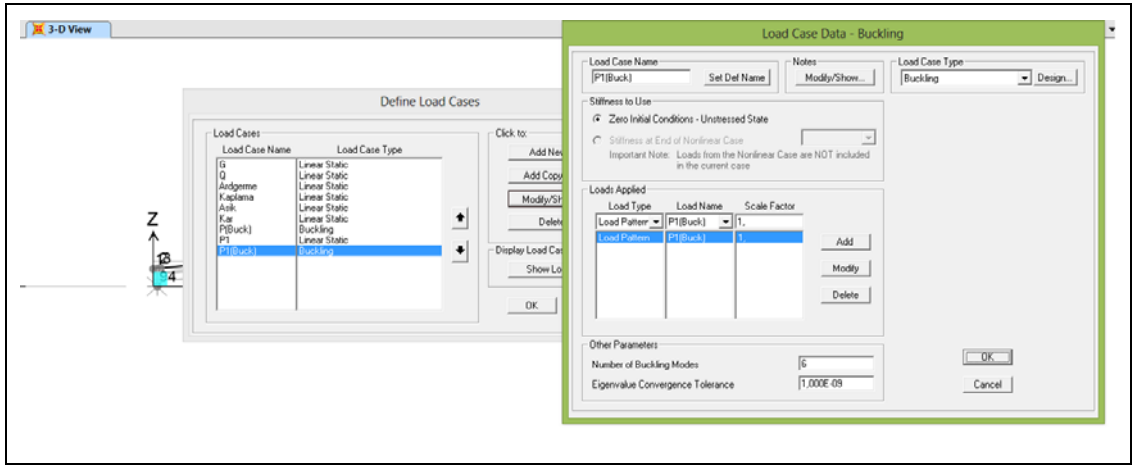 3-D View
Define Load Cases
Load Cases
Load Case Name Load Case Type
G Linear Static
Q Linear Static
Ardgerme Linear Static
Kaplama Linear Static
Asik Linear Static
Kar Linear Static
P(Buck) Buckling
P1 Linear Static
P1(Buck) Buckling
Click to:
Add New
Add Copy
Modify/Sh
Delete
Display Load Cas
Show Lo
OK
Z
Load Case Data - Buckling
Load Case Name
P1(Buck) Set Def Name
Notes
Modify/Show...
Load Case Type
Buckling Design...
Stiffness to Use
Zero Initial Conditions - Unstressed State
Stiffness at End of Nonlinear Case
Important Note: Loads from the Nonlinear Case are NOT included
in the current case
Loads Applied
Load Type Load Name Scale Factor
Load Pattern P1(Buck) 1,
Load Pattern P1(Buck) 1,
Add
Modify
Delete
Other Parameters
Number of Buckling Modes 6
Eigenvalue Convergence Tolerance 1,000E-09
OK
Cancel